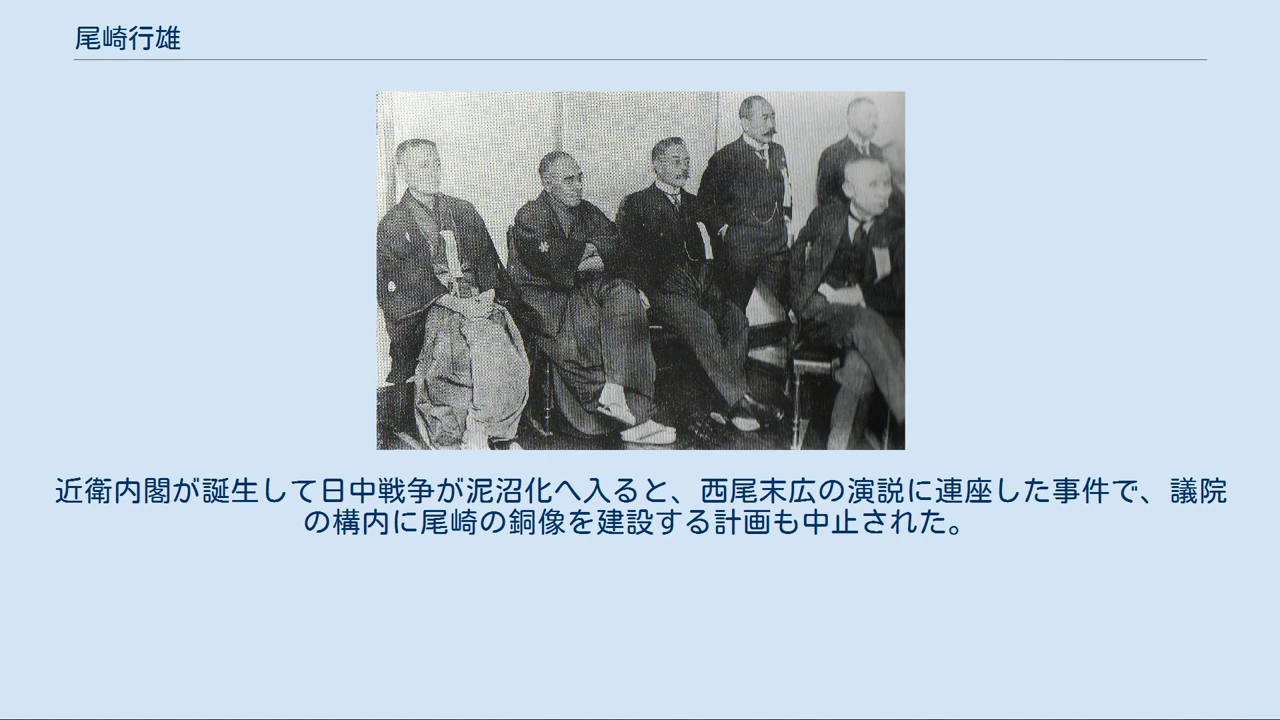 尾崎行雄
近衛内閣が誕生して日中戦争が泥沼化へ入ると、西尾末広の演説に連座した事件で、議院
の構内に尾崎の銅像を建設する計画も中止された。